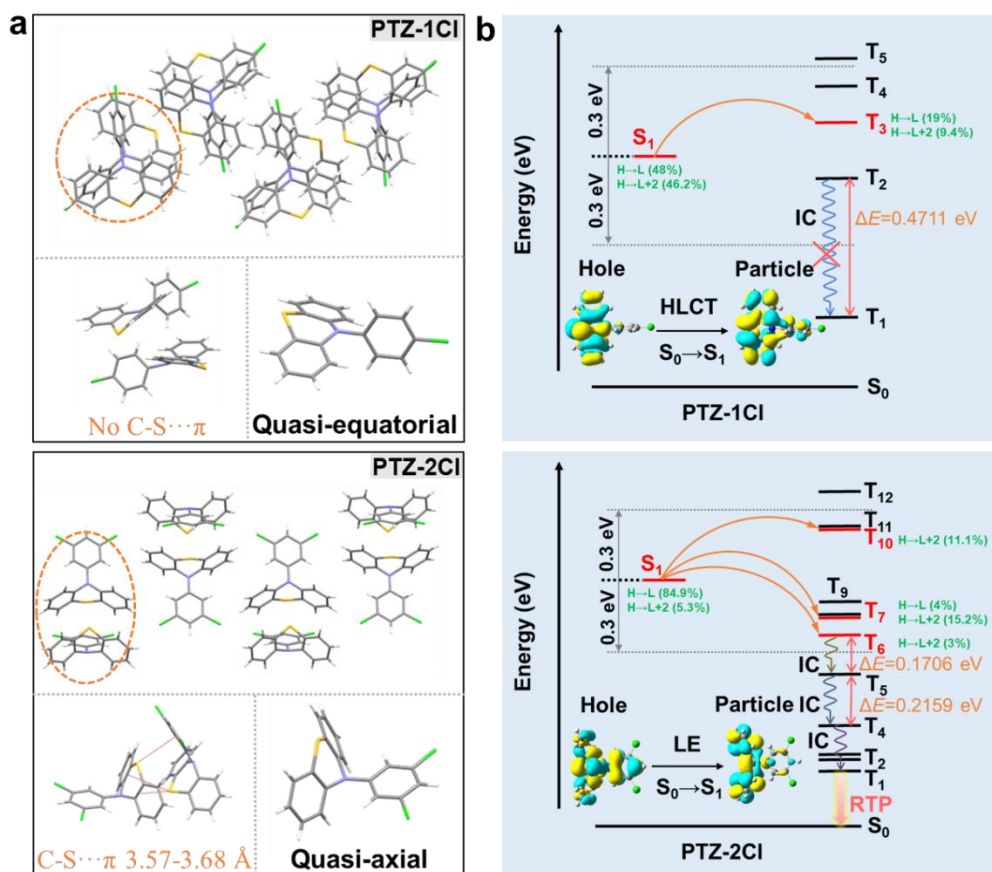 a
PTZ-1Cl
No C-S···π
Quasi-equatorial
PTZ-2Cl
C-S···π 3.57-3.68 Å
Quasi-axial
b
Energy (eV)
0.3 eV
0.3 eV
S1
H→L (48%)
H→L+2 (46.2%)
T5
T4
T3
H→L (19%)
H→L+2 (9.4%)
T2
IC
ΔE=0.4711 eV
Hole
HLCT
S0→S1
Particle
T1
S0
PTZ-1Cl
Energy (eV)
0.3 eV
0.3 eV
S1
H→L (84.9%)
H→L+2 (5.3%)
T12
T11
T10
H→L+2 (11.1%)
T9
T7
H→L (4%)
H→L+2 (15.2%)
T6
H→L+2 (3%)
IC
ΔE=0.1706 eV
T5
IC
ΔE=0.2159 eV
T4
IC
T2
T1
Hole
LE
S0→S1
Particle
RTP
S0
PTZ-2Cl